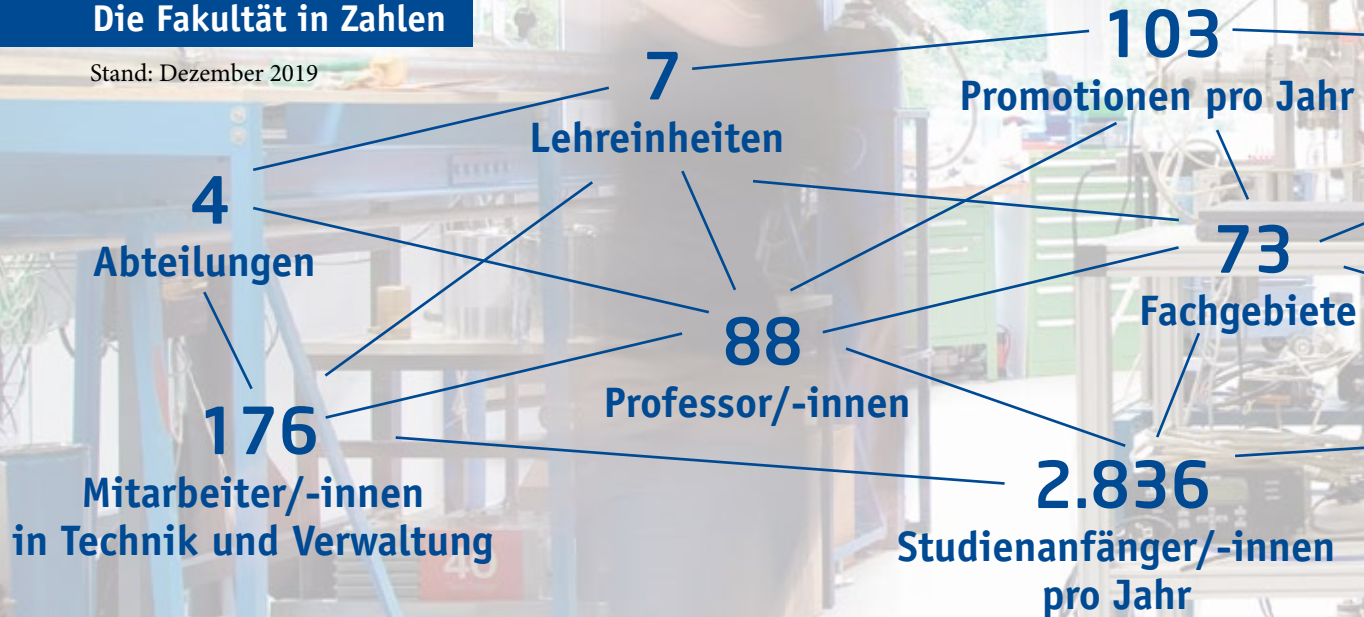 Die Fakultät in Zahlen
Stand: Dezember 2019
7
Lehreinheiten
103
Promotionen pro Jahr
4
Abteilungen
73
Fachgebiete
88
Professor/-innen
176
Mitarbeiter/-innen
in Technik und Verwaltung
2.836
Studienanfänger/-innen
pro Jahr
40